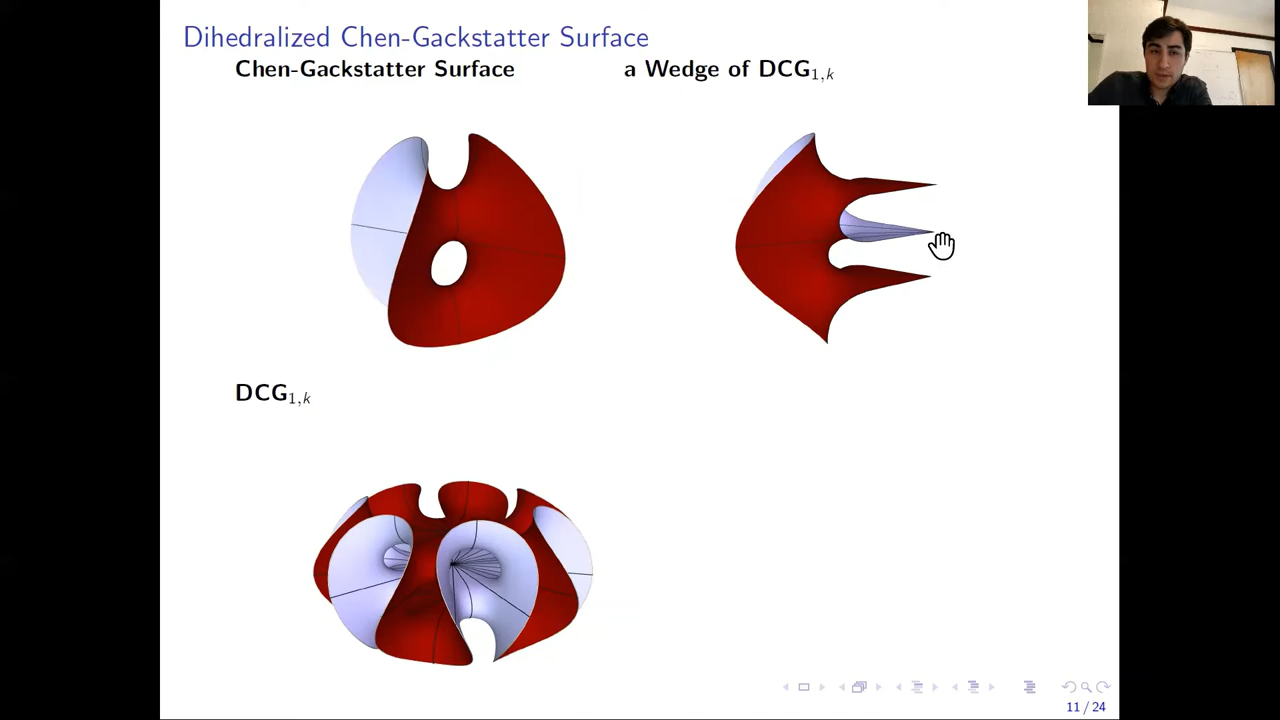 Dihedralized Chen-Gackstatter Surface
Chen-Gackstatter Surface
a Wedge of DCG1,k
DCG1,k
11 / 24